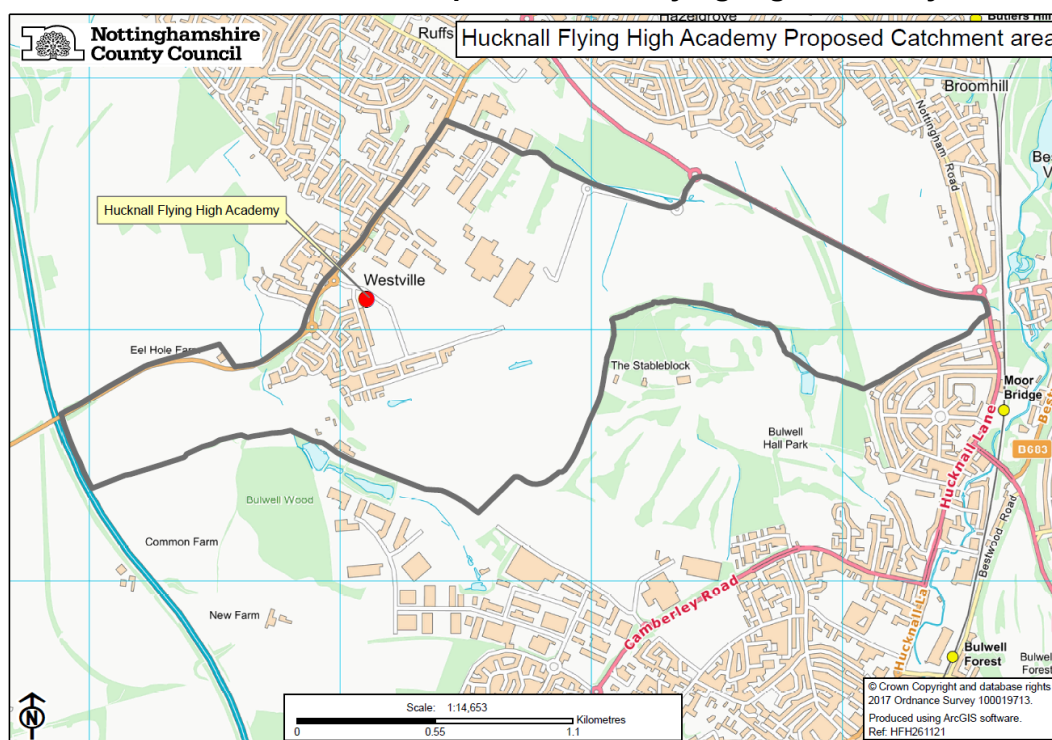 Nottinghamshire
County Council
Hucknall Flying High Academy Proposed Catchment area
Ruffs
Butlers Hill
Broomhill
Nottingham Road
Hucknall Flying High Academy
Westville
Eel Hole Farm
The Stableblock
Moor
Bridge
Bulwell
Hall Park
B683
Hucknall Lane
Bulwell Wood
Common Farm
Bestwood Road
New Farm
Camberley Road
Hucknall La
Bulwell
Forest
Bulwell
Forest
N
Scale: 1:14,653
Kilometres
0 0.55 1.1
© Crown Copyright and database rights
2017 Ordnance Survey 100019713.
Produced using ArcGIS software.
Ref: HFH261121